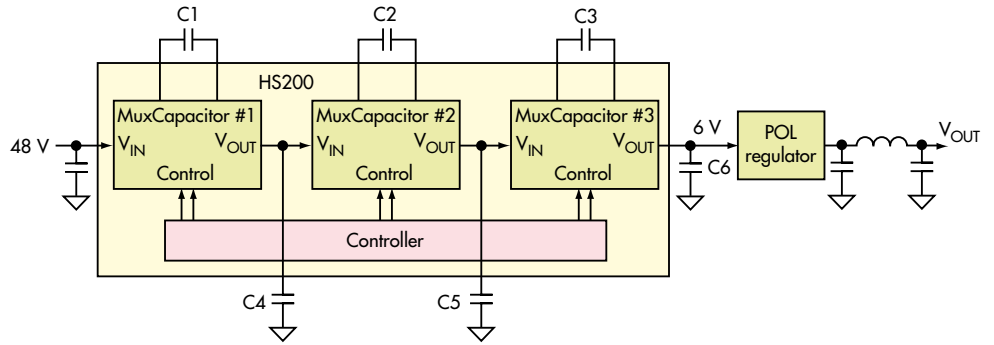 C1
C2
C3
HS200
MuxCapacitor #1
MuxCapacitor #2
MuxCapacitor #3
48 V
VIN
VOUT
VIN
VOUT
VIN
VOUT
6 V
POL
regulator
VOUT
C6
Control
Control
Control
Controller
C4
C5